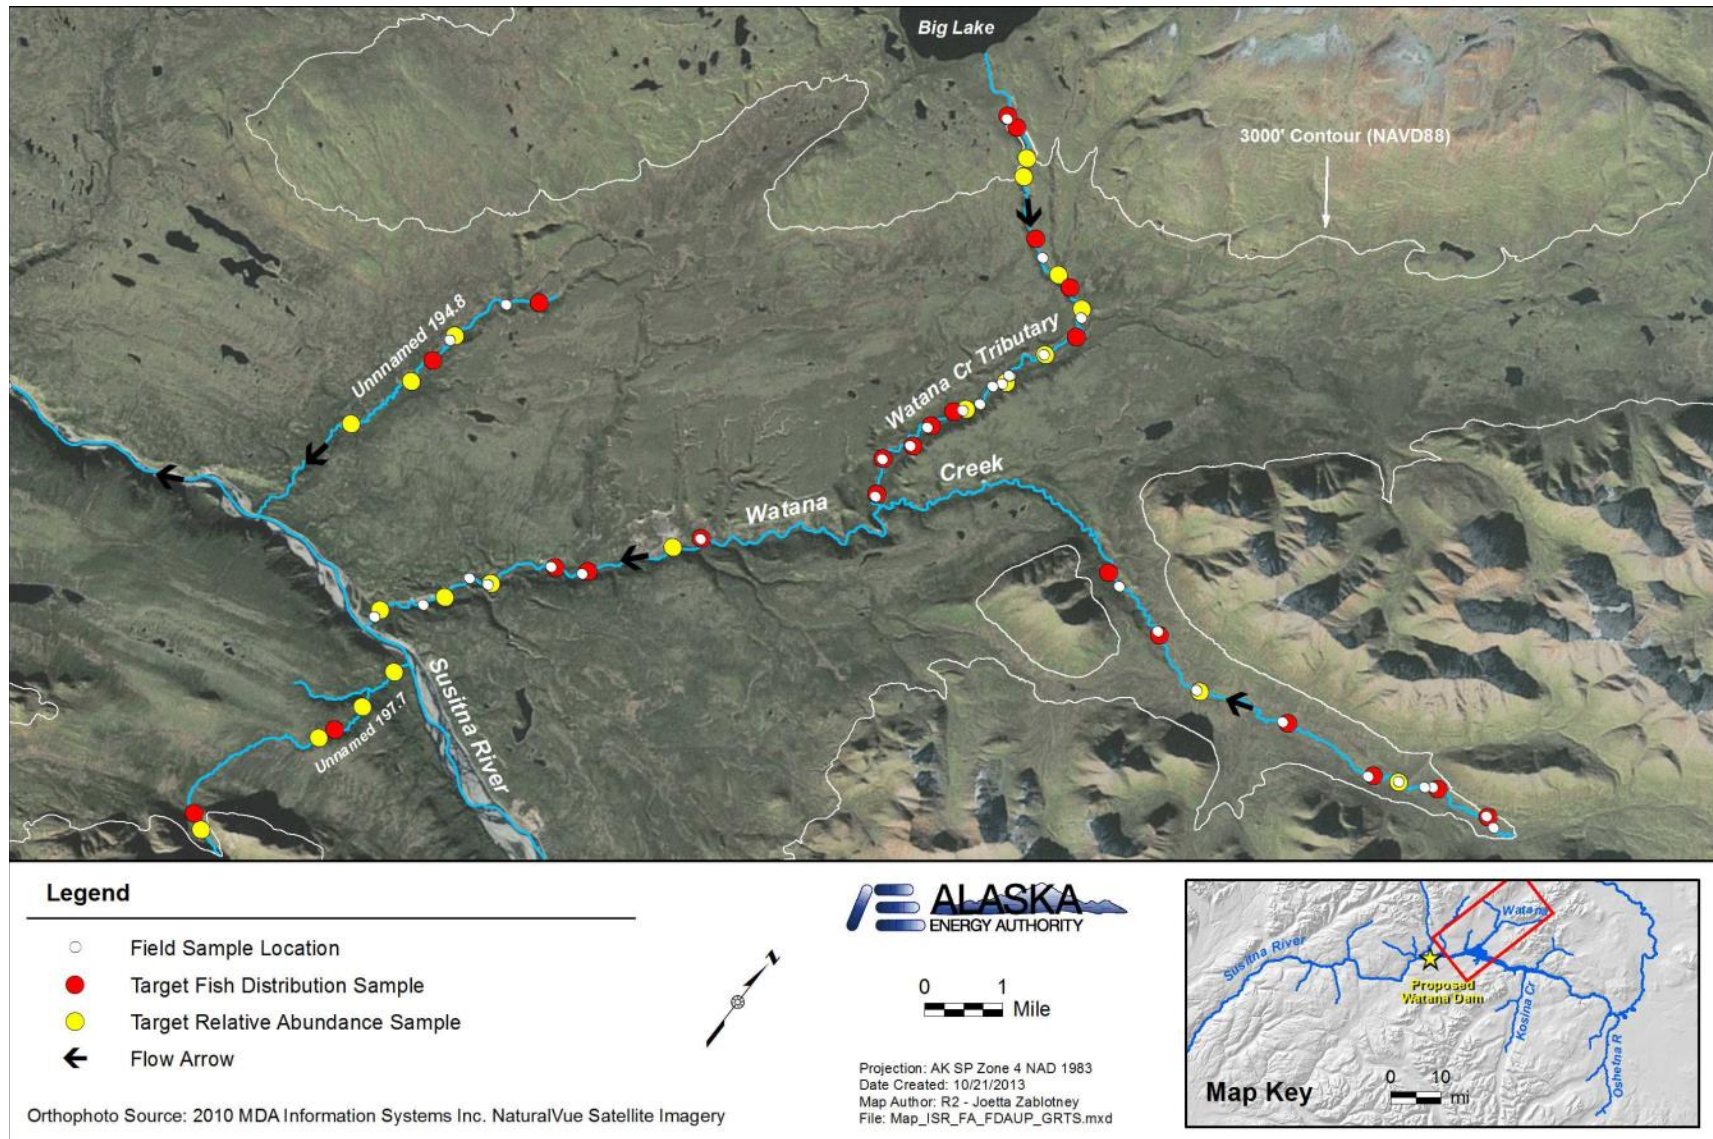 Big Lake
3000' Contour (NAVD88)
Unnnamed 194.8
Watana Cr Tributary
Watana Creek
Susitna River
Unnamed 197.7
Legend
Field Sample Location
Target Fish Distribution Sample
Target Relative Abundance Sample
Flow Arrow
Orthophoto Source: 2010 MDA Information Systems Inc. NaturalVue Satellite Imagery
N
ALASKA
ENERGY AUTHORITY
0 1
Mile
Projection: AK SP Zone 4 NAD 1983
Date Created: 10/21/2013
Map Author: R2 - Joetta Zablotney
File: Map_ISR_FA_FDAUP_GRTS.mxd
Watana
Susitna River
Proposed
Watana Dam
Kosina Cr
Oshetna R
Map Key
0 10
mi